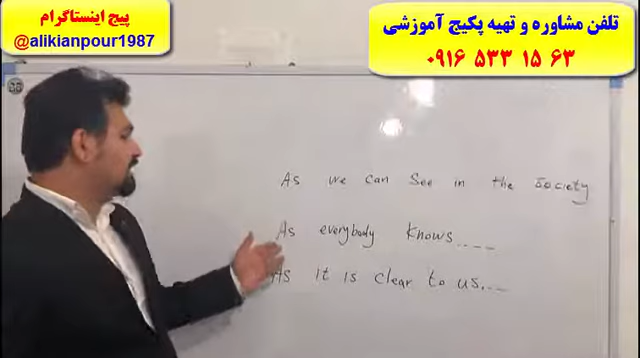 پیج اینستاگرام
@alikianpour1987
تلفن مشاوره و تهیه پکیج آموزشی
۰۹۱۶ ۵۳۳ ۱۵ ۶۳
As we can see in the society
As everybody knows....
As it is clear to us...